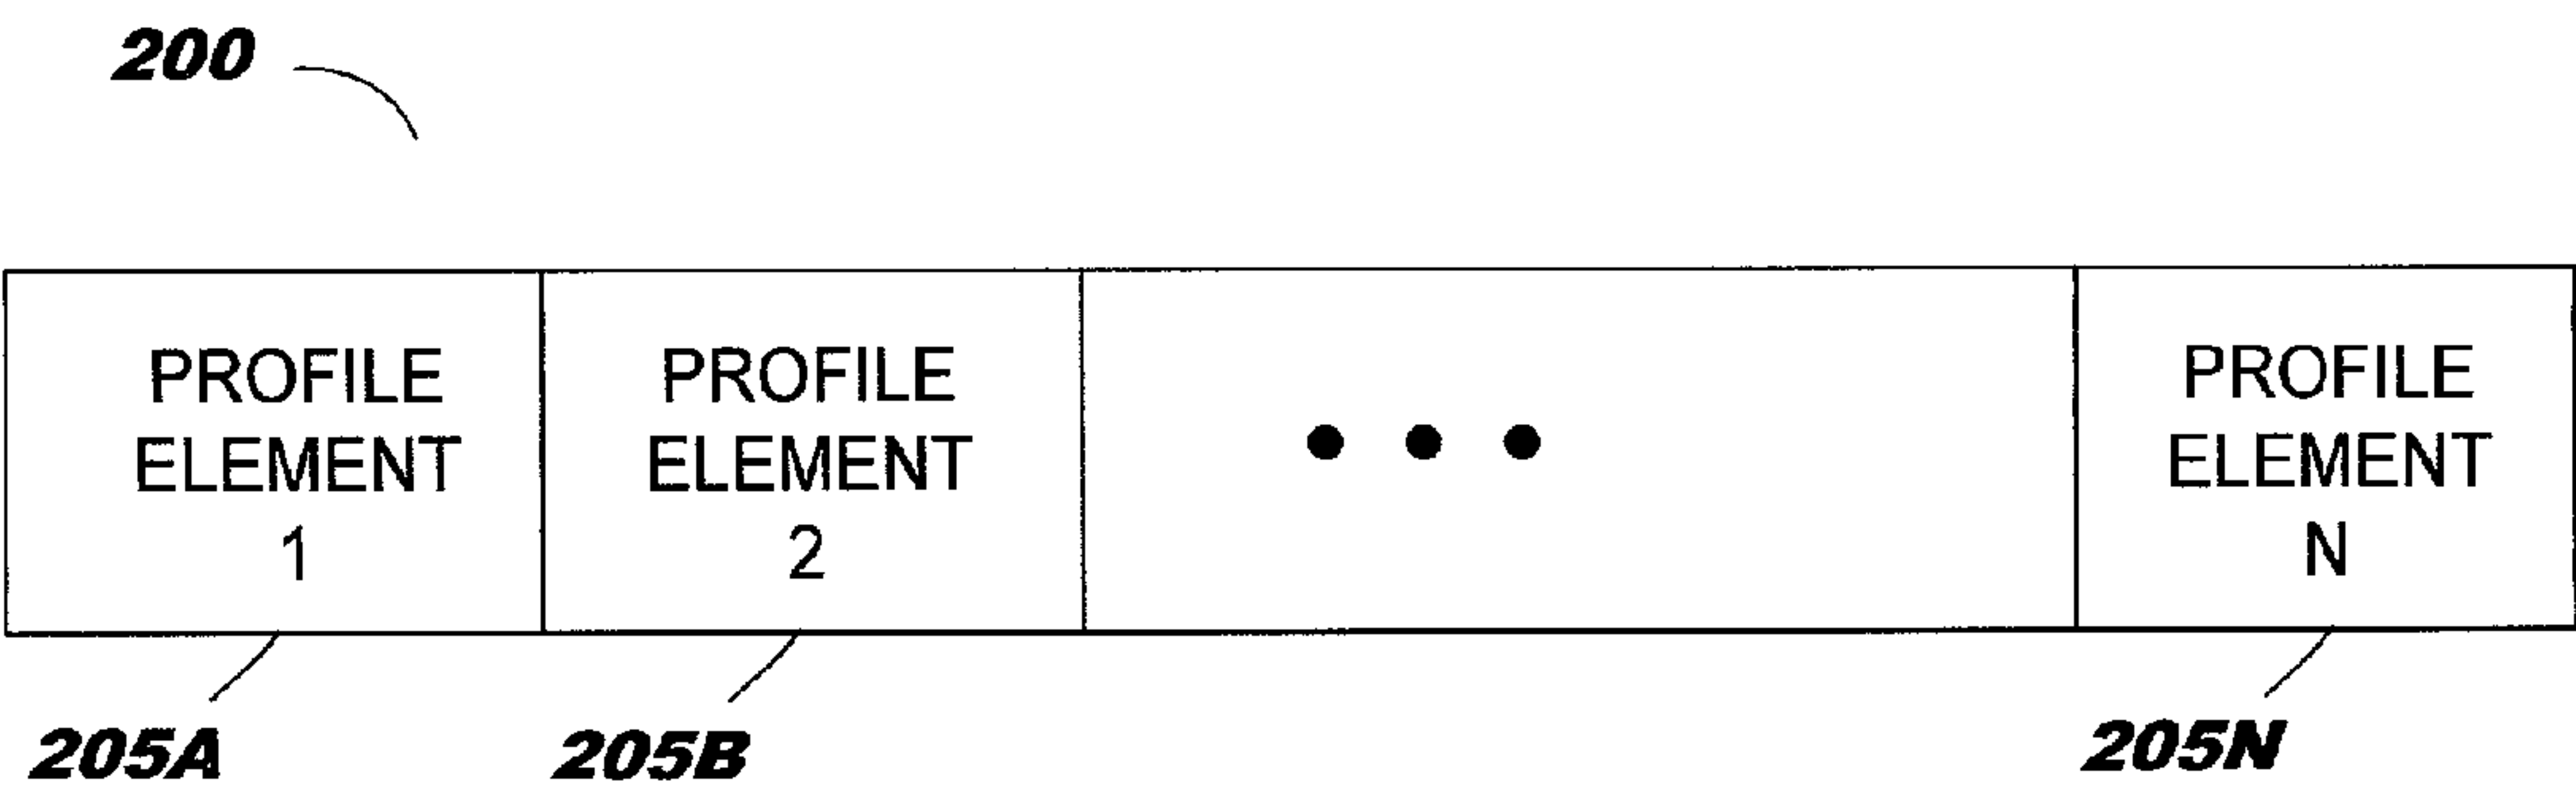 200
PROFILE
ELEMENT
1
PROFILE
ELEMENT
2
• • •
PROFILE
ELEMENT
N
205A
205B
205N